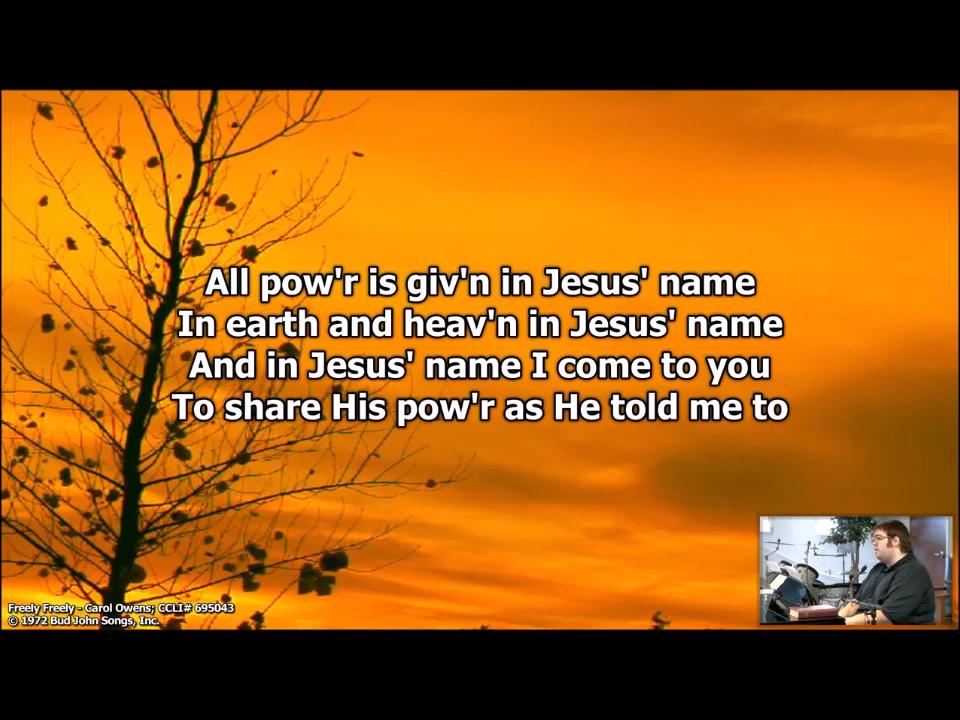 All pow'r is giv'n in Jesus' name
In earth and heav'n in Jesus' name
And in Jesus' name I come to you
To share His pow'r as He told me to
Freely Freely - Carol Owens; CCLI# 695043
© 1972 Bud John Songs, Inc.